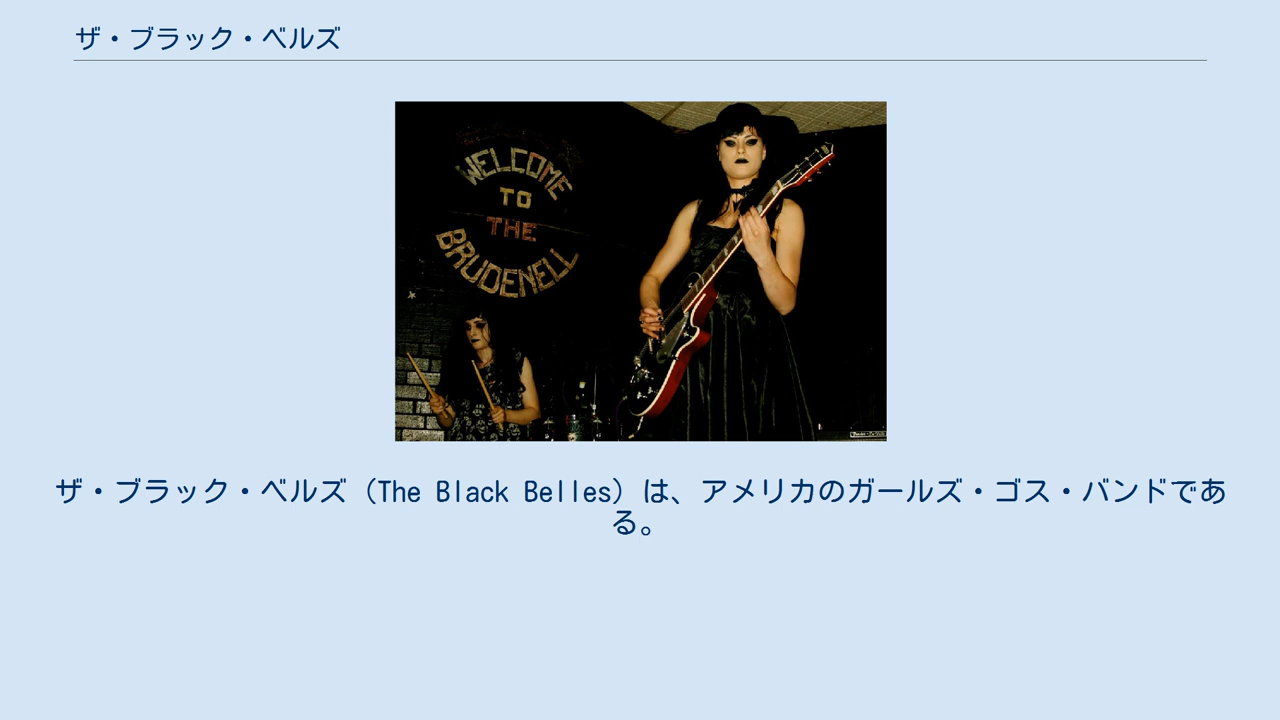 ザ・ブラック・ベルズ
WELCOME
TO
THE
BRUDENELL
ザ・ブラック・ベルズ（The Black Belles）は、アメリカのガールズ・ゴス・バンドであ
る。